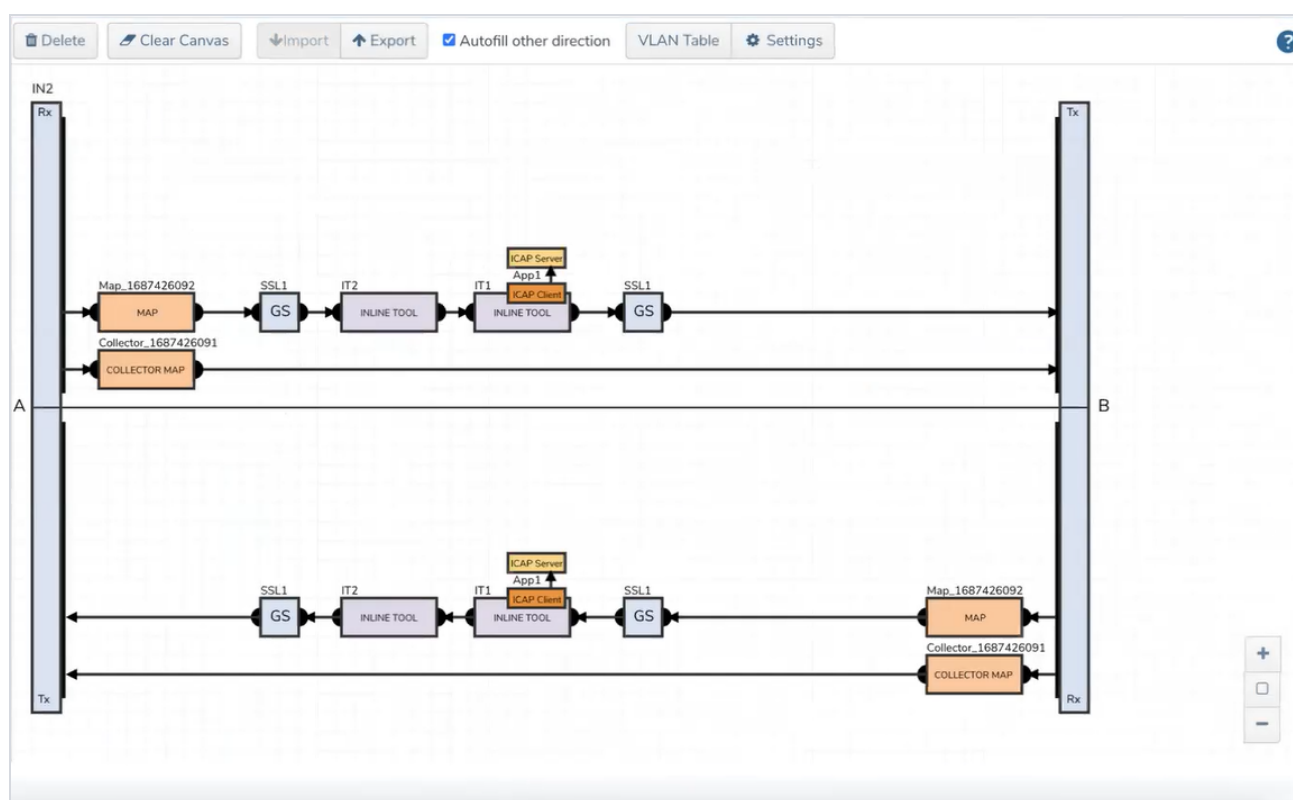 Delete Clear Canvas Import Export Autofill other direction VLAN Table Settings ?
IN2
Rx Tx
ICAP Server
App1
Map_1687426092 SSL1 IT2 IT1 ICAP Client SSL1
MAP GS INLINE TOOL INLINE TOOL GS
Collector_1687426091
COLLECTOR MAP
A B
ICAP Server
App1
SSL1 IT2 IT1 ICAP Client SSL1 Map_1687426092
GS INLINE TOOL INLINE TOOL GS MAP
Collector_1687426091
COLLECTOR MAP
Tx Rx